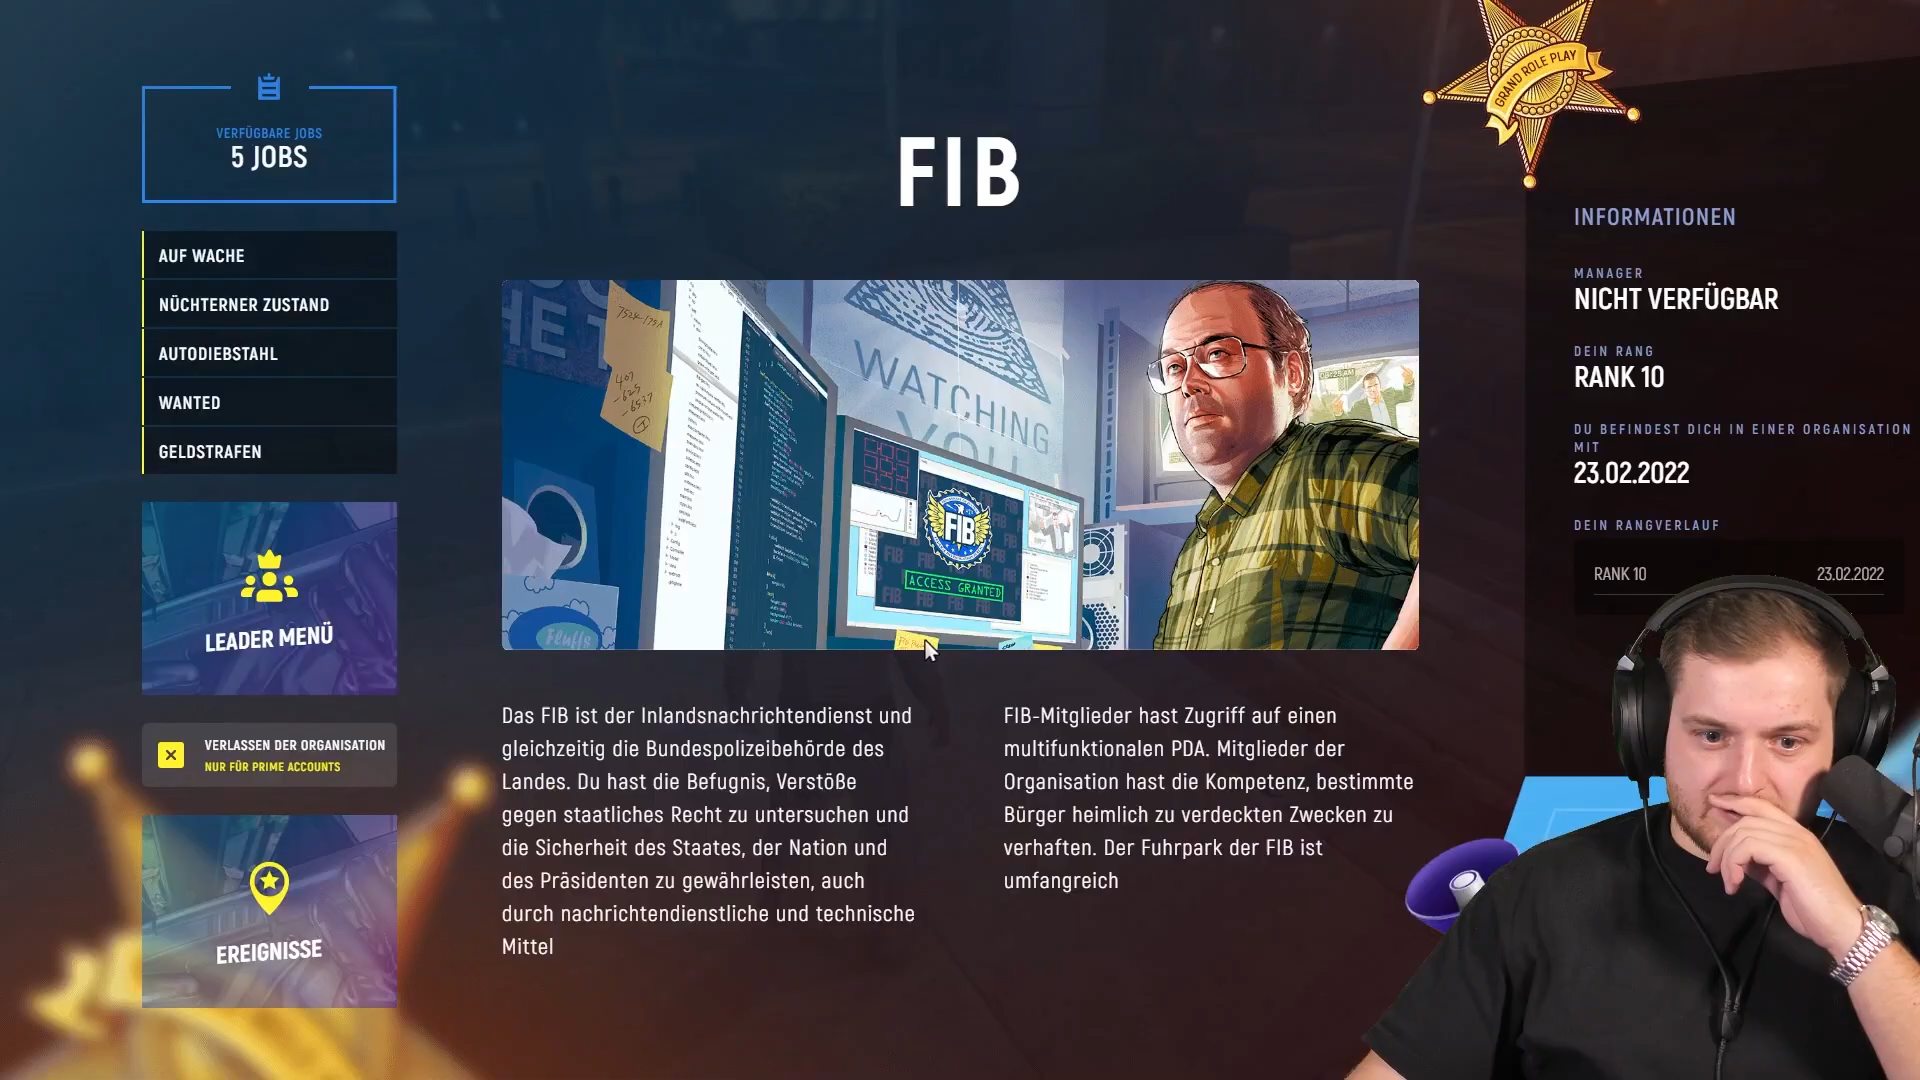 GRAND ROLE PLAY
VERFÜGBARE JOBS
5 JOBS
AUF WACHE
NÜCHTERNER ZUSTAND
AUTODIEBSTAHL
WANTED
GELDSTRAFEN
LEADER MENÜ
VERLASSEN DER ORGANISATION
NUR FÜR PRIME ACCOUNTS
EREIGNISSE
FIB
WATCHING
YOU
FIB
ACCESS GRANTED
Fluffs
Das FIB ist der Inlandsnachrichtendienst und
gleichzeitig die Bundespolizeibehörde des
Landes. Du hast die Befugnis, Verstöße
gegen staatliches Recht zu untersuchen und
die Sicherheit des Staates, der Nation und
des Präsidenten zu gewährleisten, auch
durch nachrichtendienstliche und technische
Mittel
FIB-Mitglieder hast Zugriff auf einen
multifunktionalen PDA. Mitglieder der
Organisation hast die Kompetenz, bestimmte
Bürger heimlich zu verdeckten Zwecken zu
verhaften. Der Fuhrpark der FIB ist
umfangreich
INFORMATIONEN
MANAGER
NICHT VERFÜGBAR
DEIN RANG
RANK 10
DU BEFINDEST DICH IN EINER ORGANISATION
MIT
23.02.2022
DEIN RANGVERLAUF
RANK 10 23.02.2022